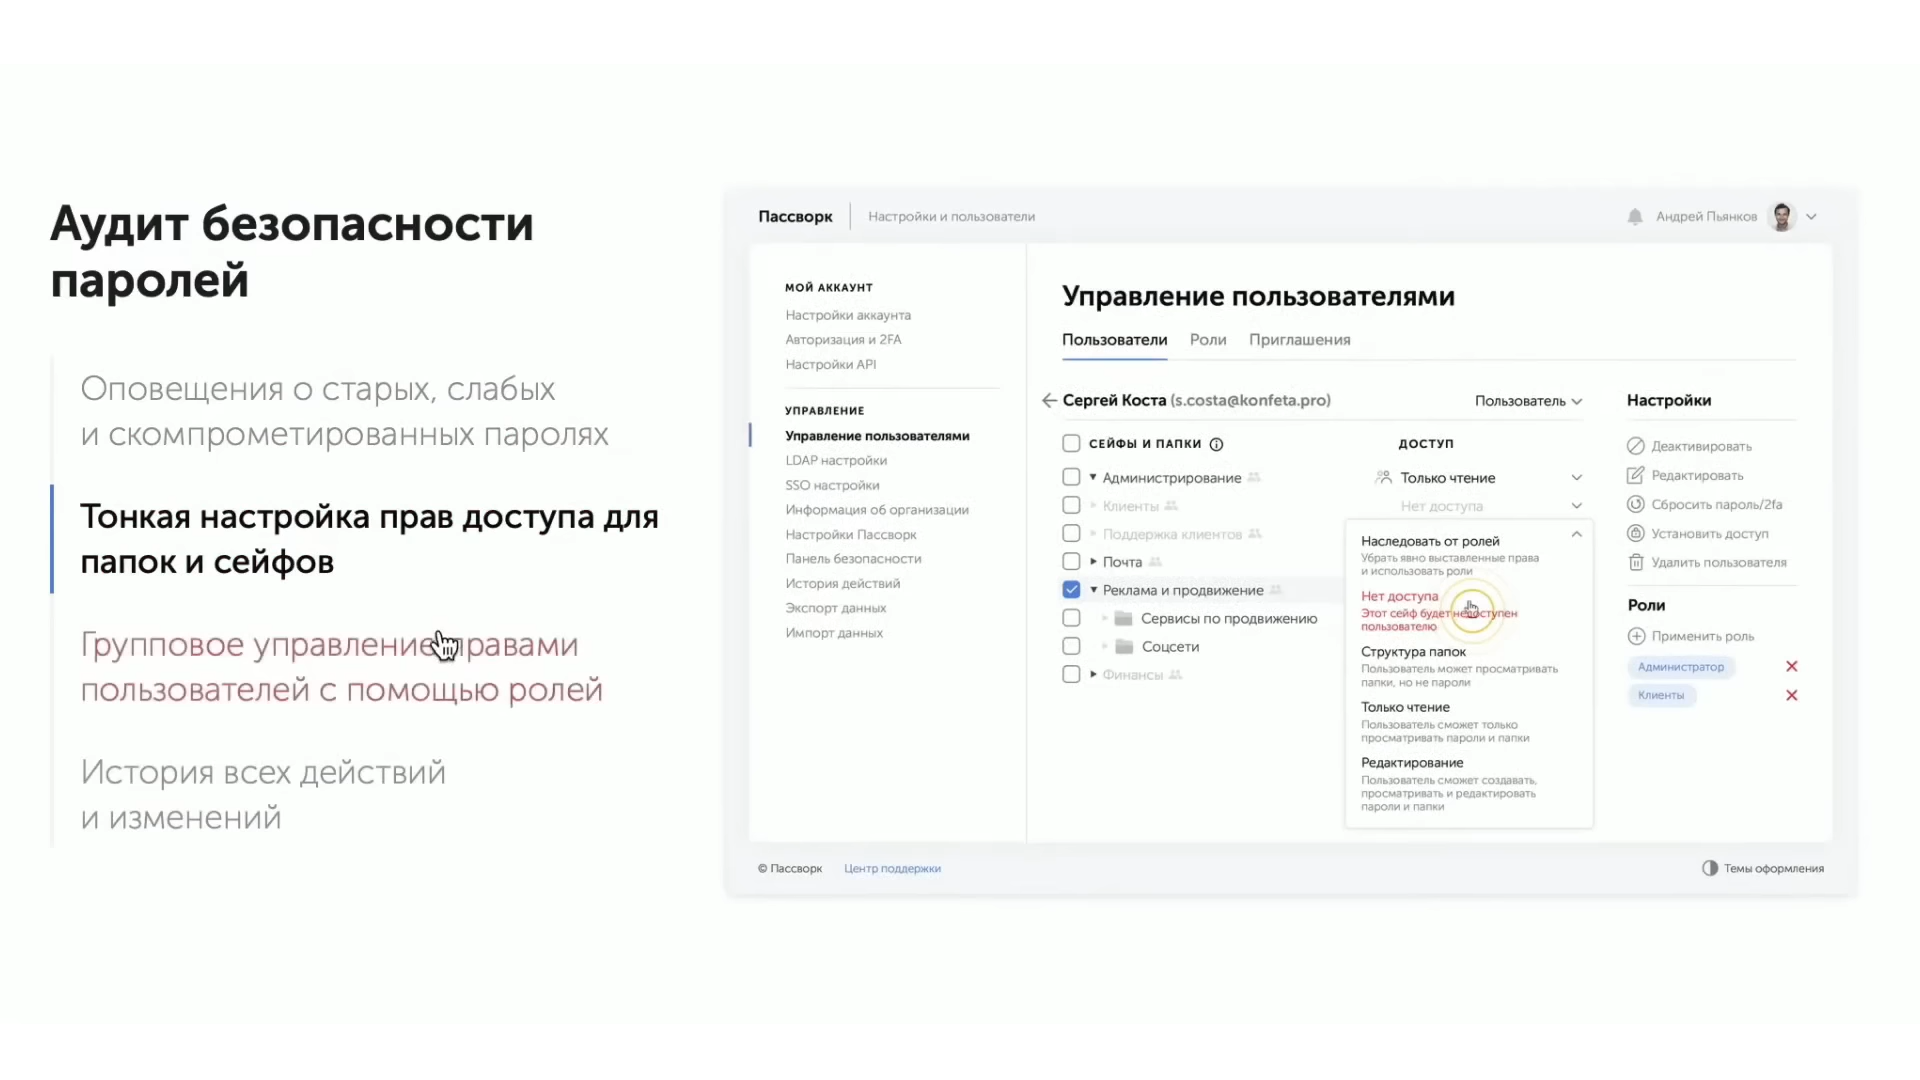 Аудит безопасности
паролей
Оповещения о старых, слабых
и скомпрометированных паролях
Тонкая настройка прав доступа для
папок и сейфов
Групповое управление правами
пользователей с помощью ролей
История всех действий
и изменений
Пассворк
Настройки и пользователи
Андрей Пьянков
МОЙ АККАУНТ
Настройки аккаунта
Авторизация и 2FA
Настройки API
УПРАВЛЕНИЕ
Управление пользователями
LDAP настройки
SSO настройки
Информация об организации
Настройки Пассворк
Панель безопасности
История действий
Экспорт данных
Импорт данных
Управление пользователями
Пользователи Роли Приглашения
Сергей Коста (s.costa@konfeta.pro) Пользователь
СЕЙФЫ И ПАПКИ ДОСТУП
Администрирование Только чтение
Клиенты Нет доступа
Поддержка клиентов
Почта
Реклама и продвижение
Сервисы по продвижению
Соцсети
Финансы
Наследовать от ролей
Убрать явно выставленные права
и использовать роли
Нет доступа
Этот сейф будет недоступен
пользователю
Структура папок
Пользователь может просматривать
папки, но не пароли
Только чтение
Пользователь сможет только
просматривать пароли и папки
Редактирование
Пользователь сможет создавать,
просматривать и редактировать
пароли и папки
Настройки
Деактивировать
Редактировать
Сбросить пароль/2fa
Установить доступ
Удалить пользователя
Роли
Применить роль
Администратор
Клиенты
© Пассворк Центр поддержки
Темы оформления